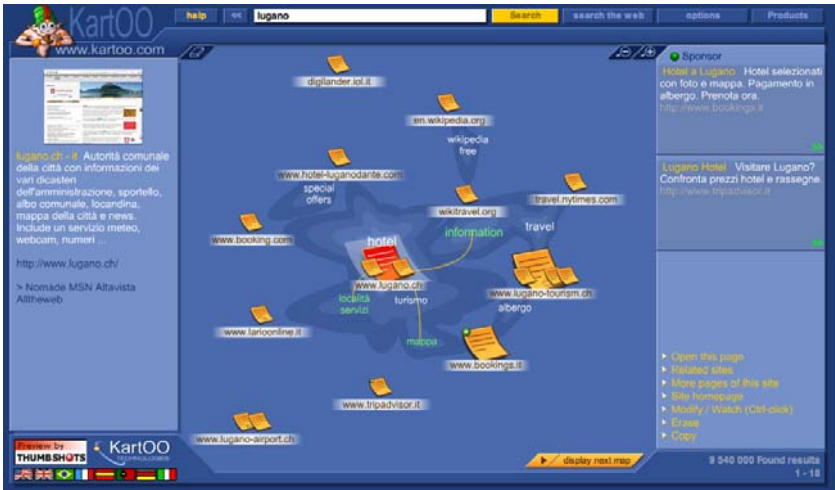 KartOO
www.kartoo.com
help
<<
lugano
Search
search the web
options
Products
lugano.ch - it Autorità comunale
della città con informazioni dei
vari dicasteri
dell'amministrazione, sportello,
albo comunale, locandina,
mappa della città e news.
Include un servizio meteo,
webcam, numeri ...
http://www.lugano.ch/
> Nomade MSN Altavista
Alltheweb
Preview by
THUMBSHOTS
KartOO
TECHNOLOGIES
digilander.iol.it
en.wikipedia.org
wikipedia
free
www.hotel-luganodante.com
special
offers
wikitravel.org
travel.nytimes.com
www.booking.com
hotel
information
travel
www.lugano.ch
www.lugano-tourism.ch
località
servizi
turismo
albergo
www.larioonline.it
mappa
www.bookings.it
www.tripadvisor.it
www.lugano-airport.ch
display next map
Sponsor
Hotel a Lugano Hotel selezionati
con foto e mappa. Pagamento in
albergo. Prenota ora.
http://www.bookings.it
>>
Lugano Hotel Visitare Lugano?
Confronta prezzi hotel e rassegne.
http://www.tripadvisor.it
>>
Open this page
Related sites
More pages of this site
Site homepage
Modify / Watch (Ctrl-click)
Erase
Copy
9 540 000 Found results
1 - 18